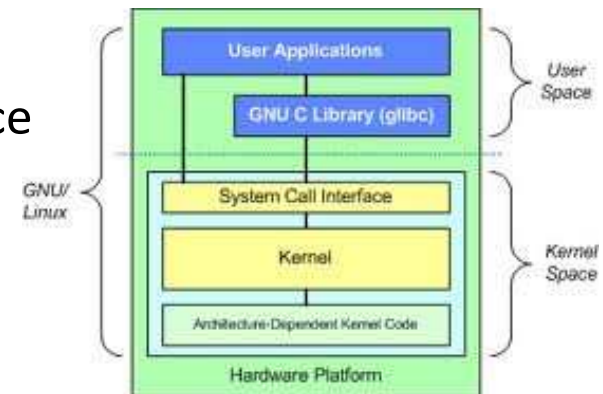 User Applications
User
Space
ce
GNU C Library (glibc)
GNU/
Linux
System Call Interface
Kernel
Kernel
Space
Architecture-Dependent Kernel Code
Hardware Platform